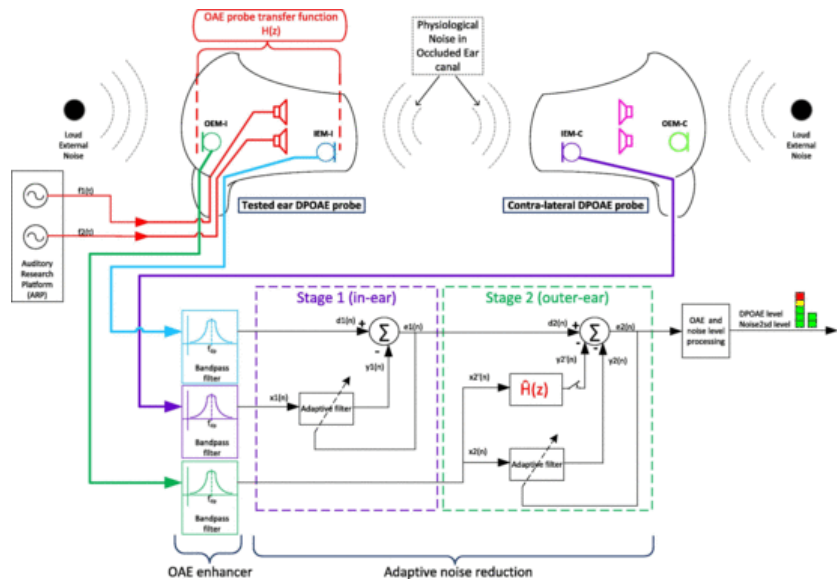 OAE probe transfer function
H(z)
Physiological
Noise in
Occluded Ear
canal
OEM-I
IEM-I
IEM-C
OEM-C
Loud
External
Noise
Loud
External
Noise
f1(t)
f2(t)
Auditory
Research
Platform
(ARP)
Tested ear DPOAE probe
Contra-lateral DPOAE probe
Stage 1 (in-ear)
Stage 2 (outer-ear)
d1(n)
+
Σ
-
e1(n)
y1(n)
d2(n)
+
Σ
-
-
e2(n)
y2'(n)
y2(n)
OAE and
noise level
processing
DPOAE level
Noise2sd level
fdp
Bandpass
filter
x1(n)
Adaptive filter
x2'(n)
Ĥ(z)
fdp
Bandpass
filter
x2(n)
Adaptive filter
fdp
Bandpass
filter
OAE enhancer
Adaptive noise reduction